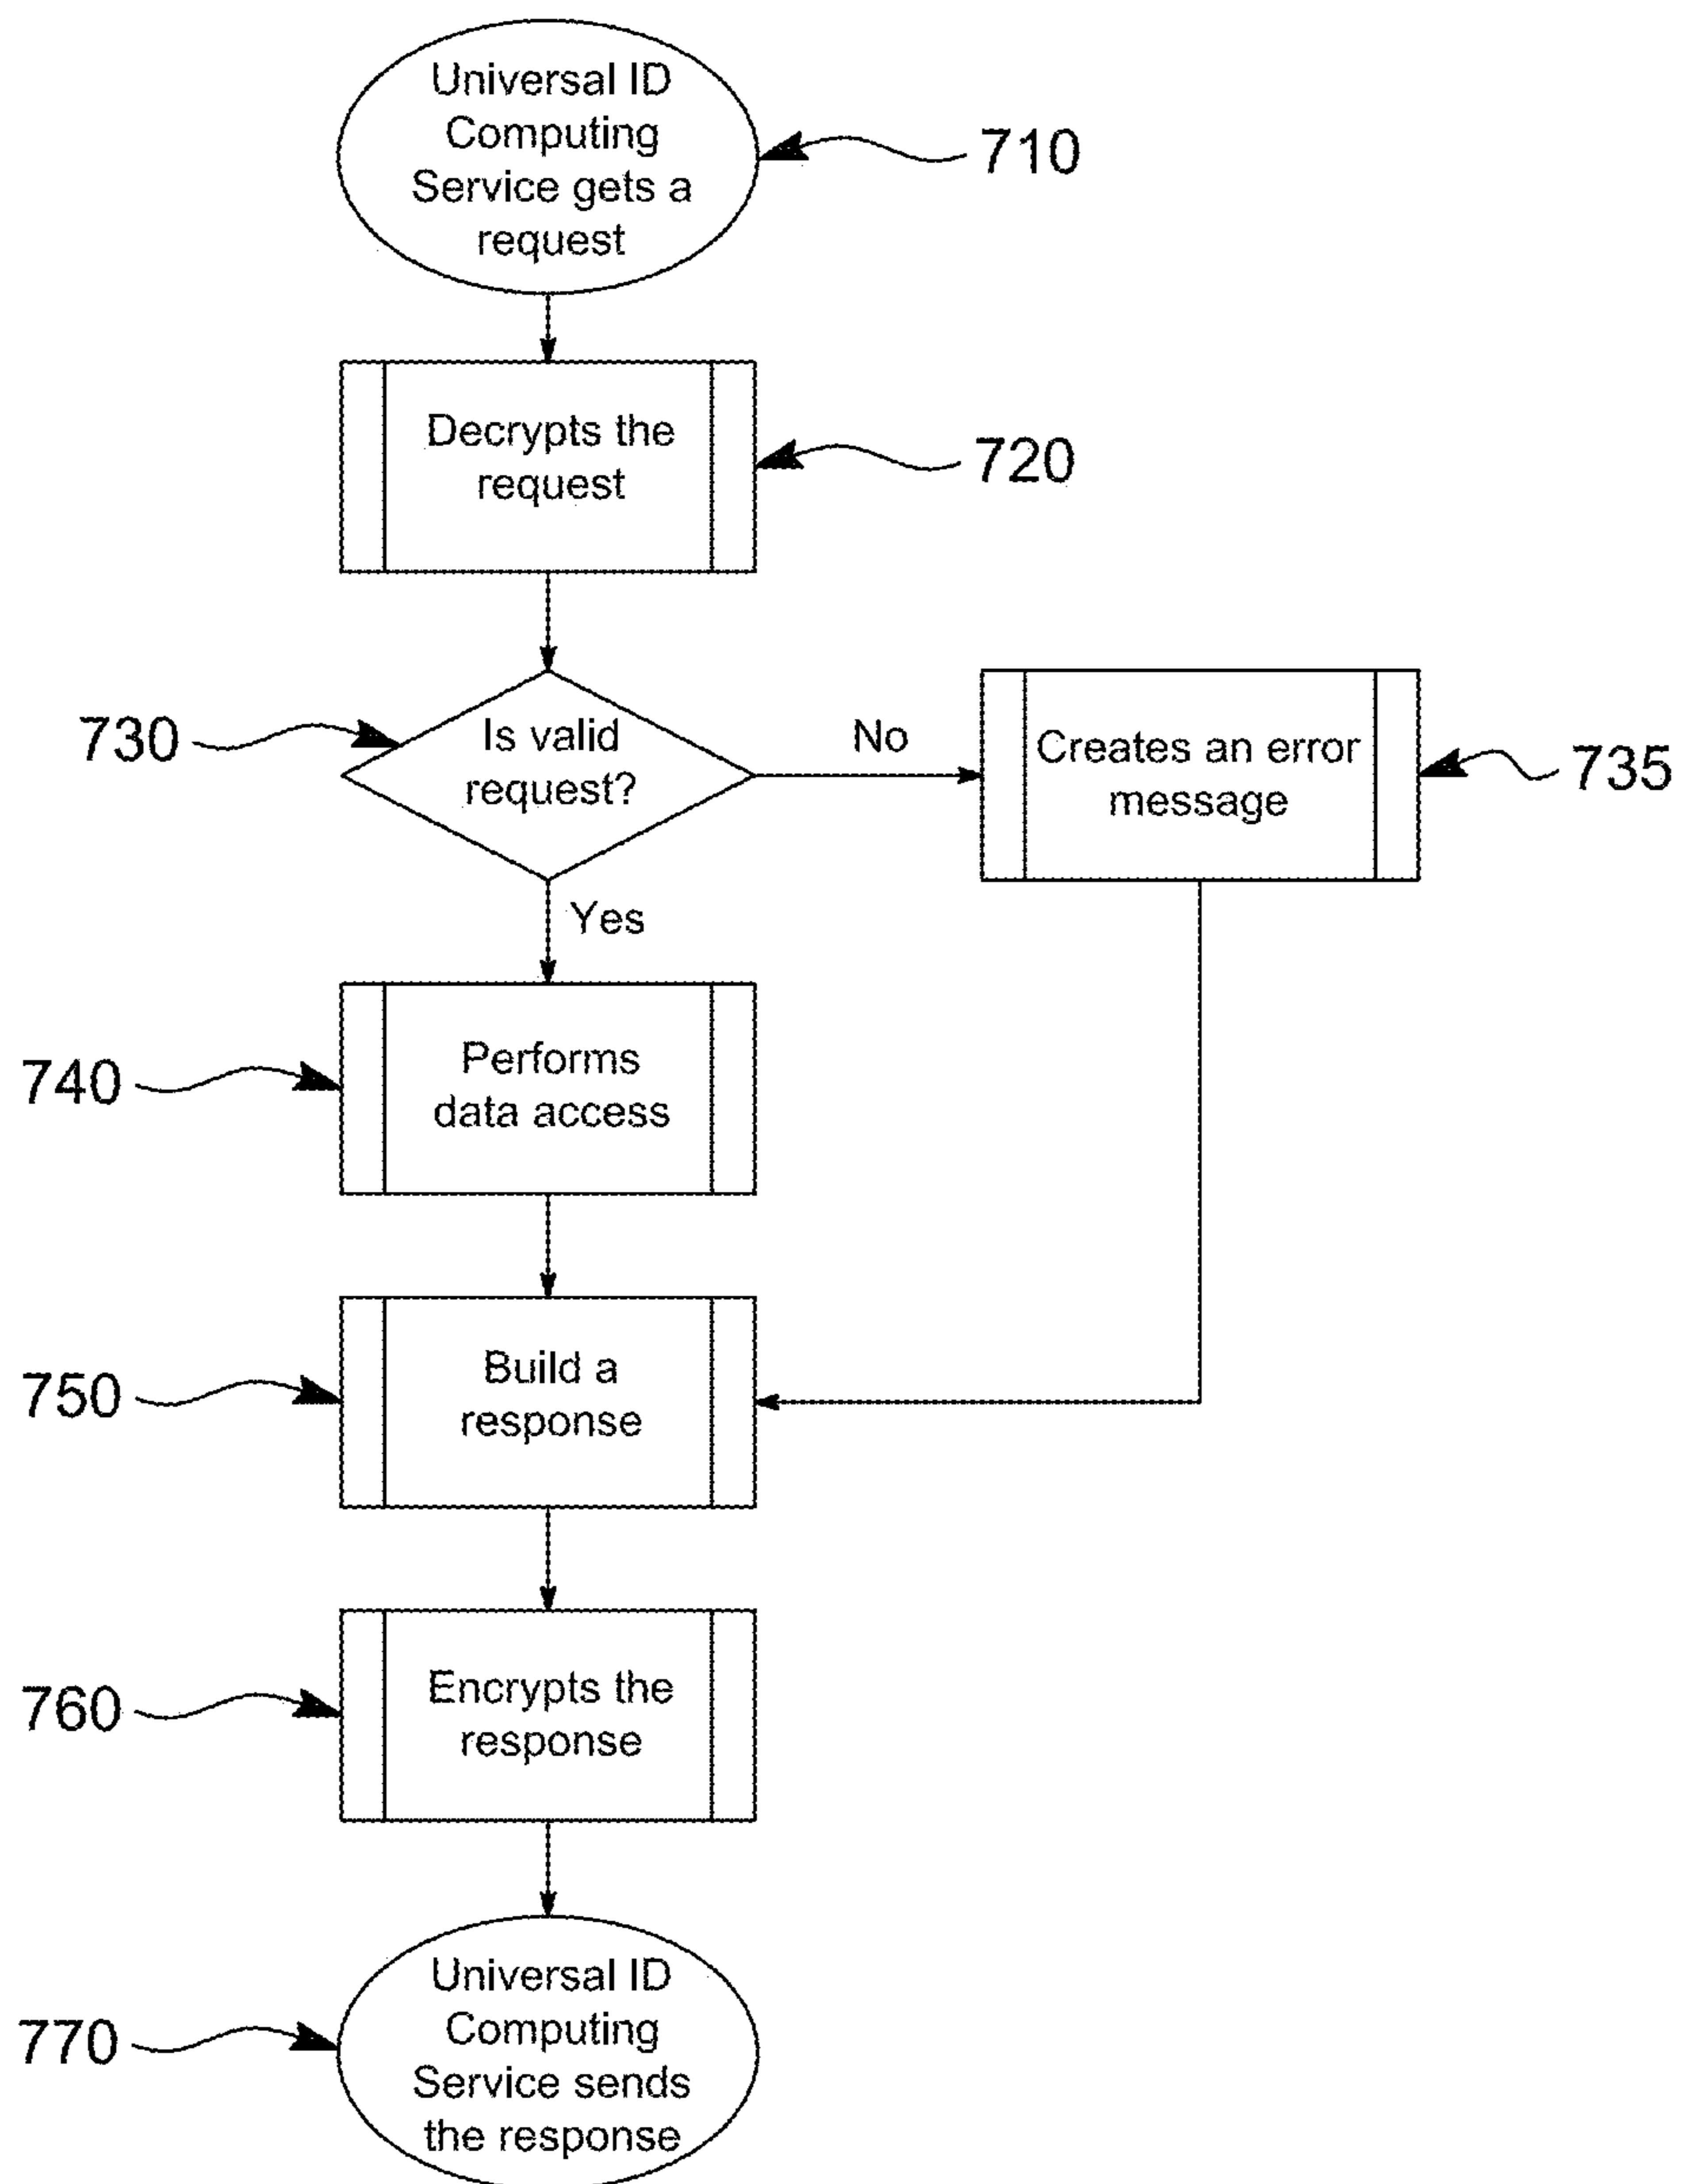 Universal ID
Computing
Service gets a
request
710
Decrypts the
request
720
730
Is valid
request?
No
Creates an error
message
735
Yes
740
Performs
data access
750
Build a
response
760
Encrypts the
response
770
Universal ID
Computing
Service sends
the response